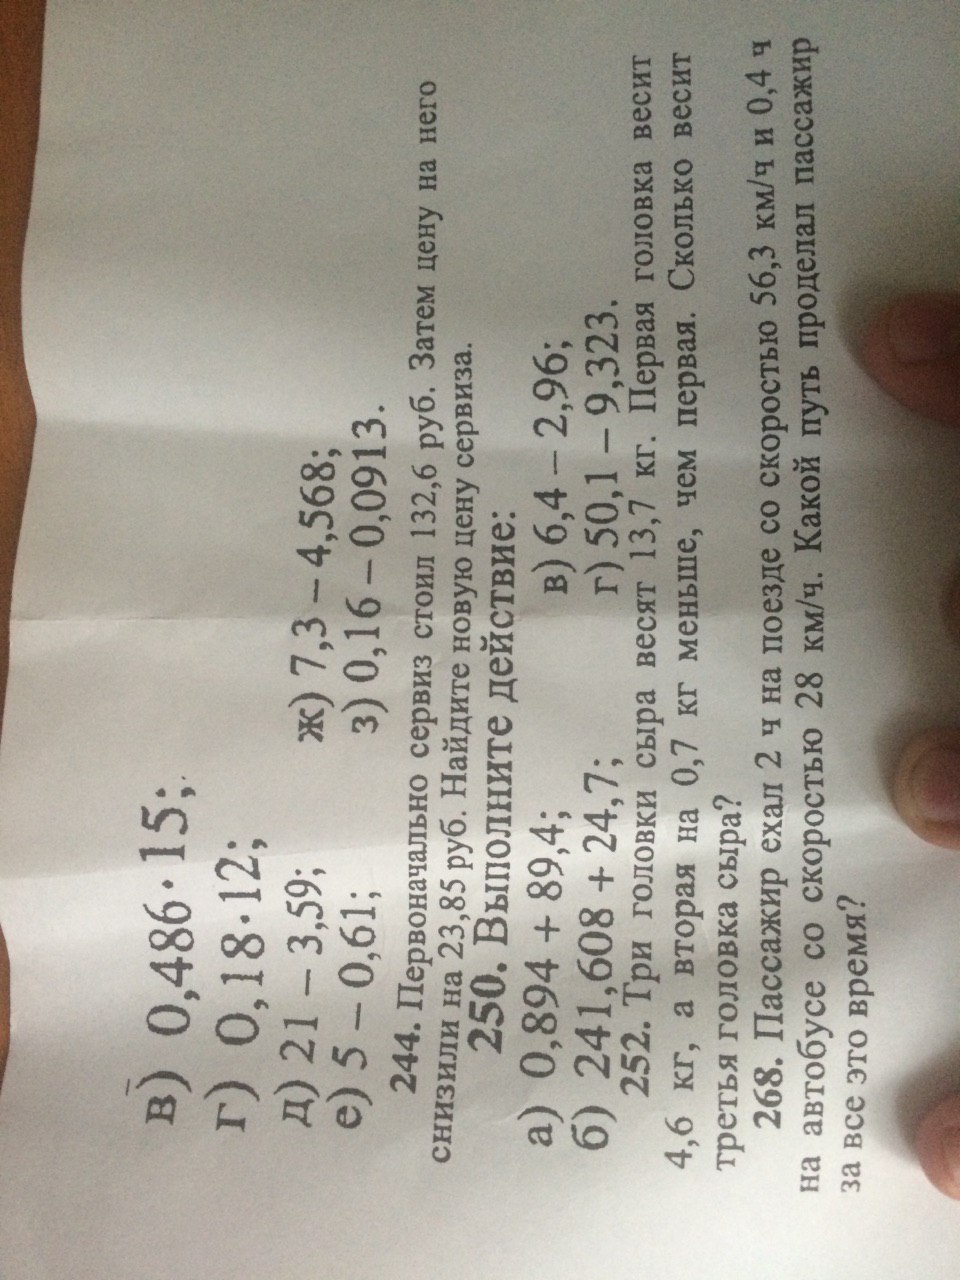 в) 0,486 · 15;
г) 0,18 · 12;
д) 21 – 3,59; ж) 7,3 – 4,568;
е) 5 – 0,61; з) 0,16 – 0,0913.
244. Первоначально сервиз стоил 132,6 руб. Затем цену на него
снизили на 23,85 руб. Найдите новую цену сервиза.
250. Выполните действие:
а) 0,894 + 89,4; в) 6,4 – 2,96;
б) 241,608 + 24,7; г) 50,1 – 9,323.
252. Три головки сыра весят 13,7 кг. Первая головка весит
4,6 кг, а вторая на 0,7 кг меньше, чем первая. Сколько весит
третья головка сыра?
268. Пассажир ехал 2 ч на поезде со скоростью 56,3 км/ч и 0,4 ч
на автобусе со скоростью 28 км/ч. Какой путь проделал пассажир
за все это время?